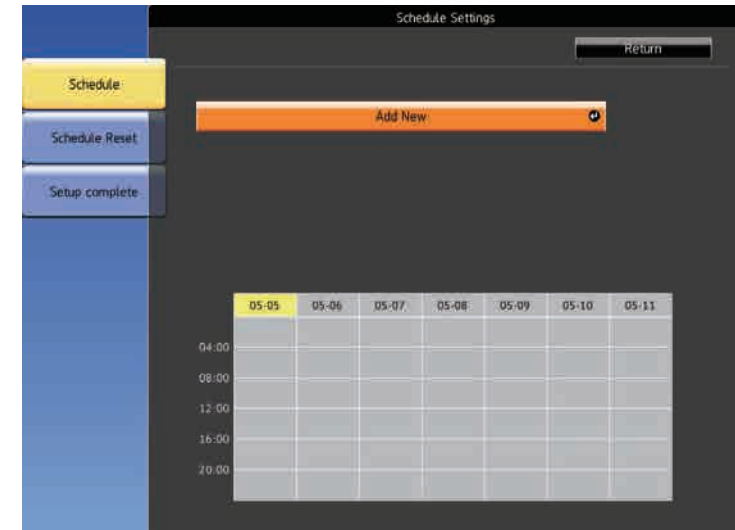 Schedule Settings
Return
Schedule
Add New
Schedule Reset
Setup complete
05-05 05-06 05-07 05-08 05-09 05-10 05-11
04:00
08:00
12:00
16:00
20:00